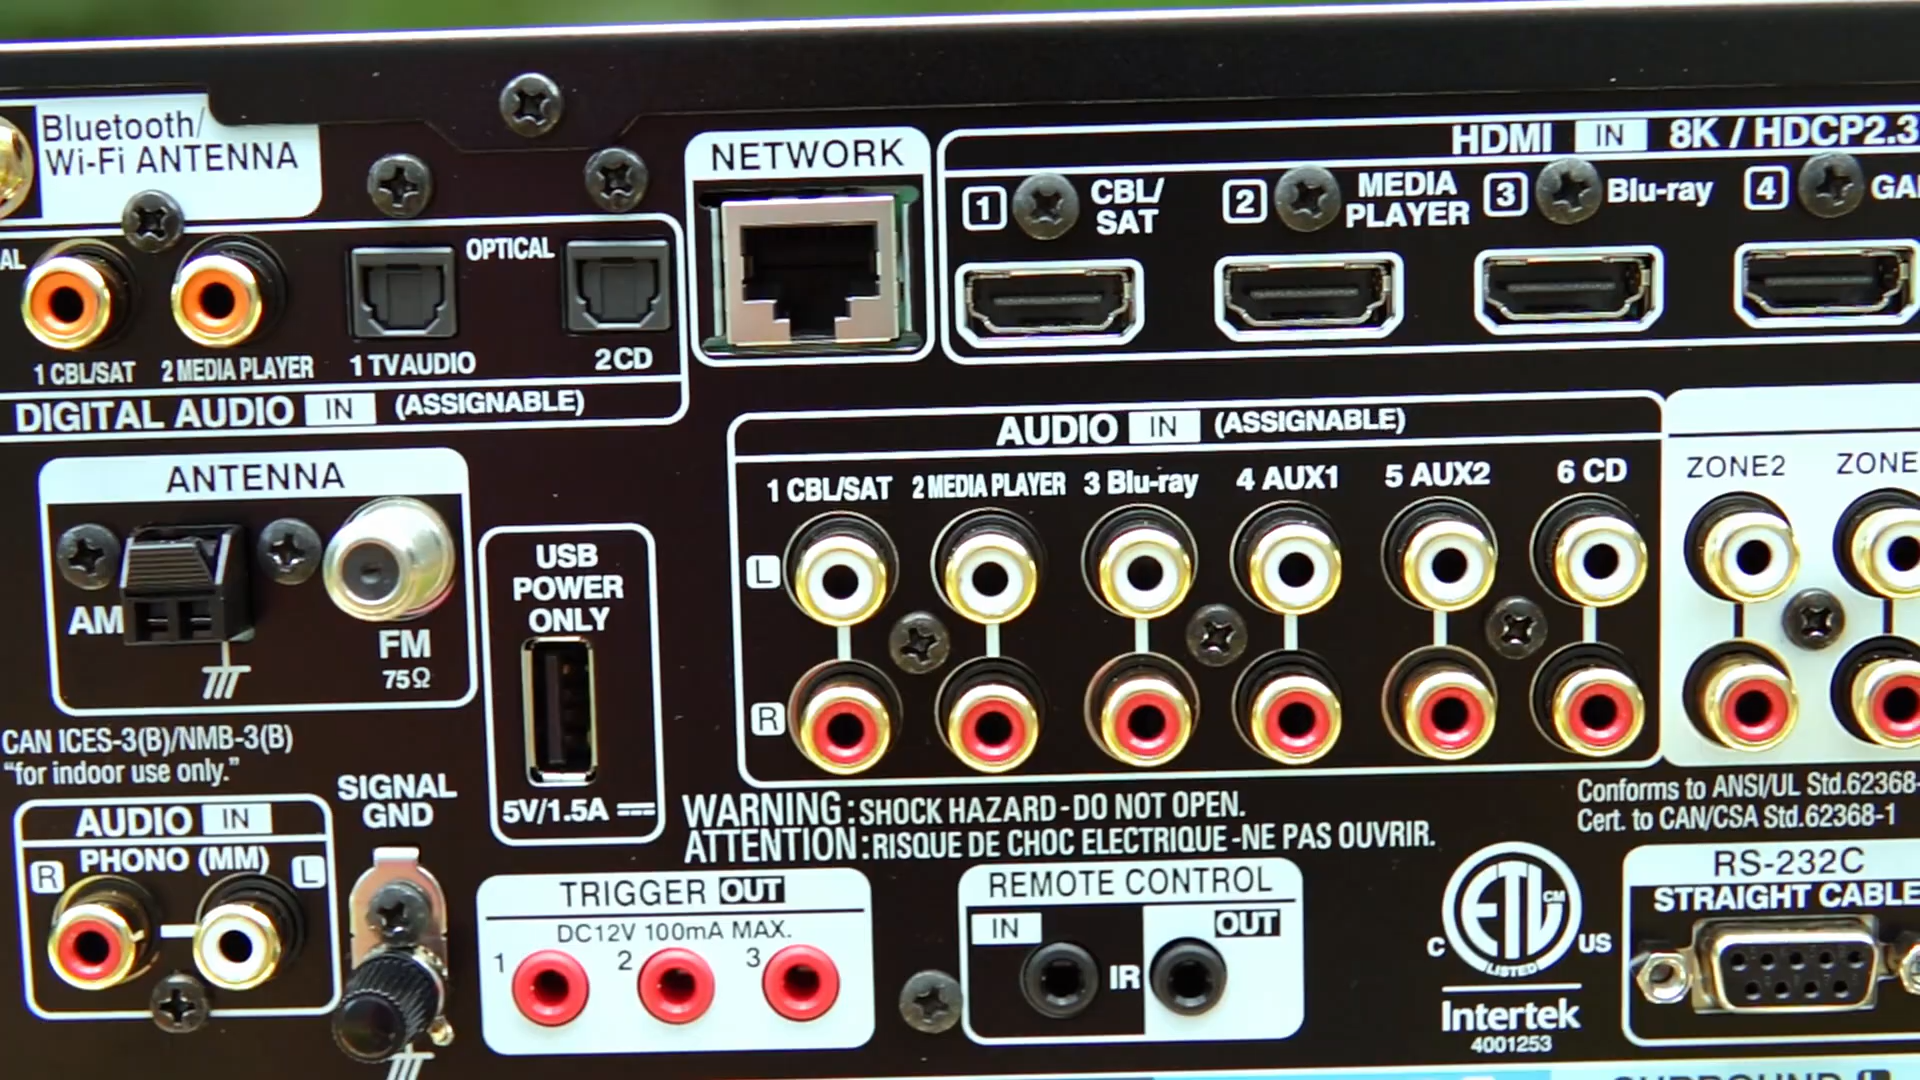 Bluetooth/
Wi-Fi ANTENNA
NETWORK
HDMI IN 8K / HDCP2.3
1 CBL/
SAT
2 MEDIA
PLAYER
3 Blu-ray
4
OPTICAL
1 CBL/SAT 2 MEDIA PLAYER 1 TV AUDIO 2 CD
DIGITAL AUDIO IN (ASSIGNABLE)
ANTENNA
AM
FM
75Ω
USB
POWER
ONLY
5V/1.5A
AUDIO IN (ASSIGNABLE)
1 CBL/SAT 2 MEDIA PLAYER 3 Blu-ray 4 AUX1 5 AUX2 6 CD
L
R
ZONE2 ZONE
CAN ICES-3(B)/NMB-3(B)
"for indoor use only."
SIGNAL
GND
AUDIO IN
R PHONO (MM) L
WARNING : SHOCK HAZARD - DO NOT OPEN.
ATTENTION : RISQUE DE CHOC ELECTRIQUE - NE PAS OUVRIR.
Conforms to ANSI/UL Std.62368-
Cert. to CAN/CSA Std.62368-1
TRIGGER OUT
DC12V 100mA MAX.
1 2 3
REMOTE CONTROL
IN OUT
IR
ETL CM
LISTED
C US
Intertek
4001253
RS-232C
STRAIGHT CABLE